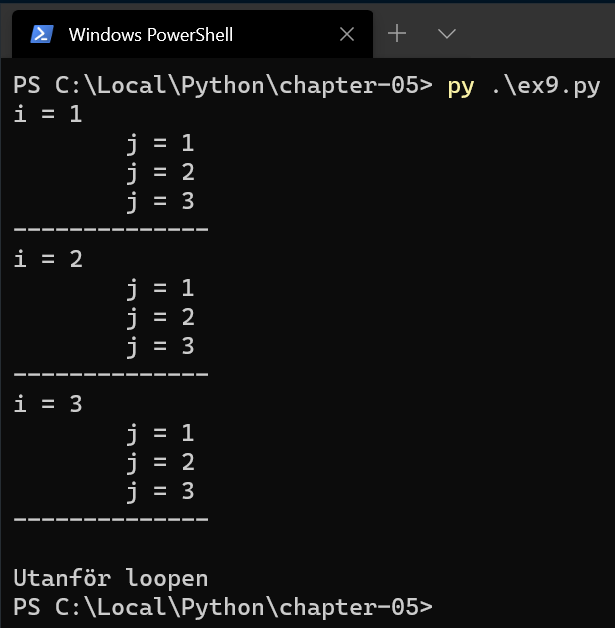 Windows PowerShell
PS C:\Local\Python\chapter-05> py .\ex9.py
i = 1
        j = 1
        j = 2
        j = 3
--------------
i = 2
        j = 1
        j = 2
        j = 3
--------------
i = 3
        j = 1
        j = 2
        j = 3
--------------
Utanför loopen
PS C:\Local\Python\chapter-05>